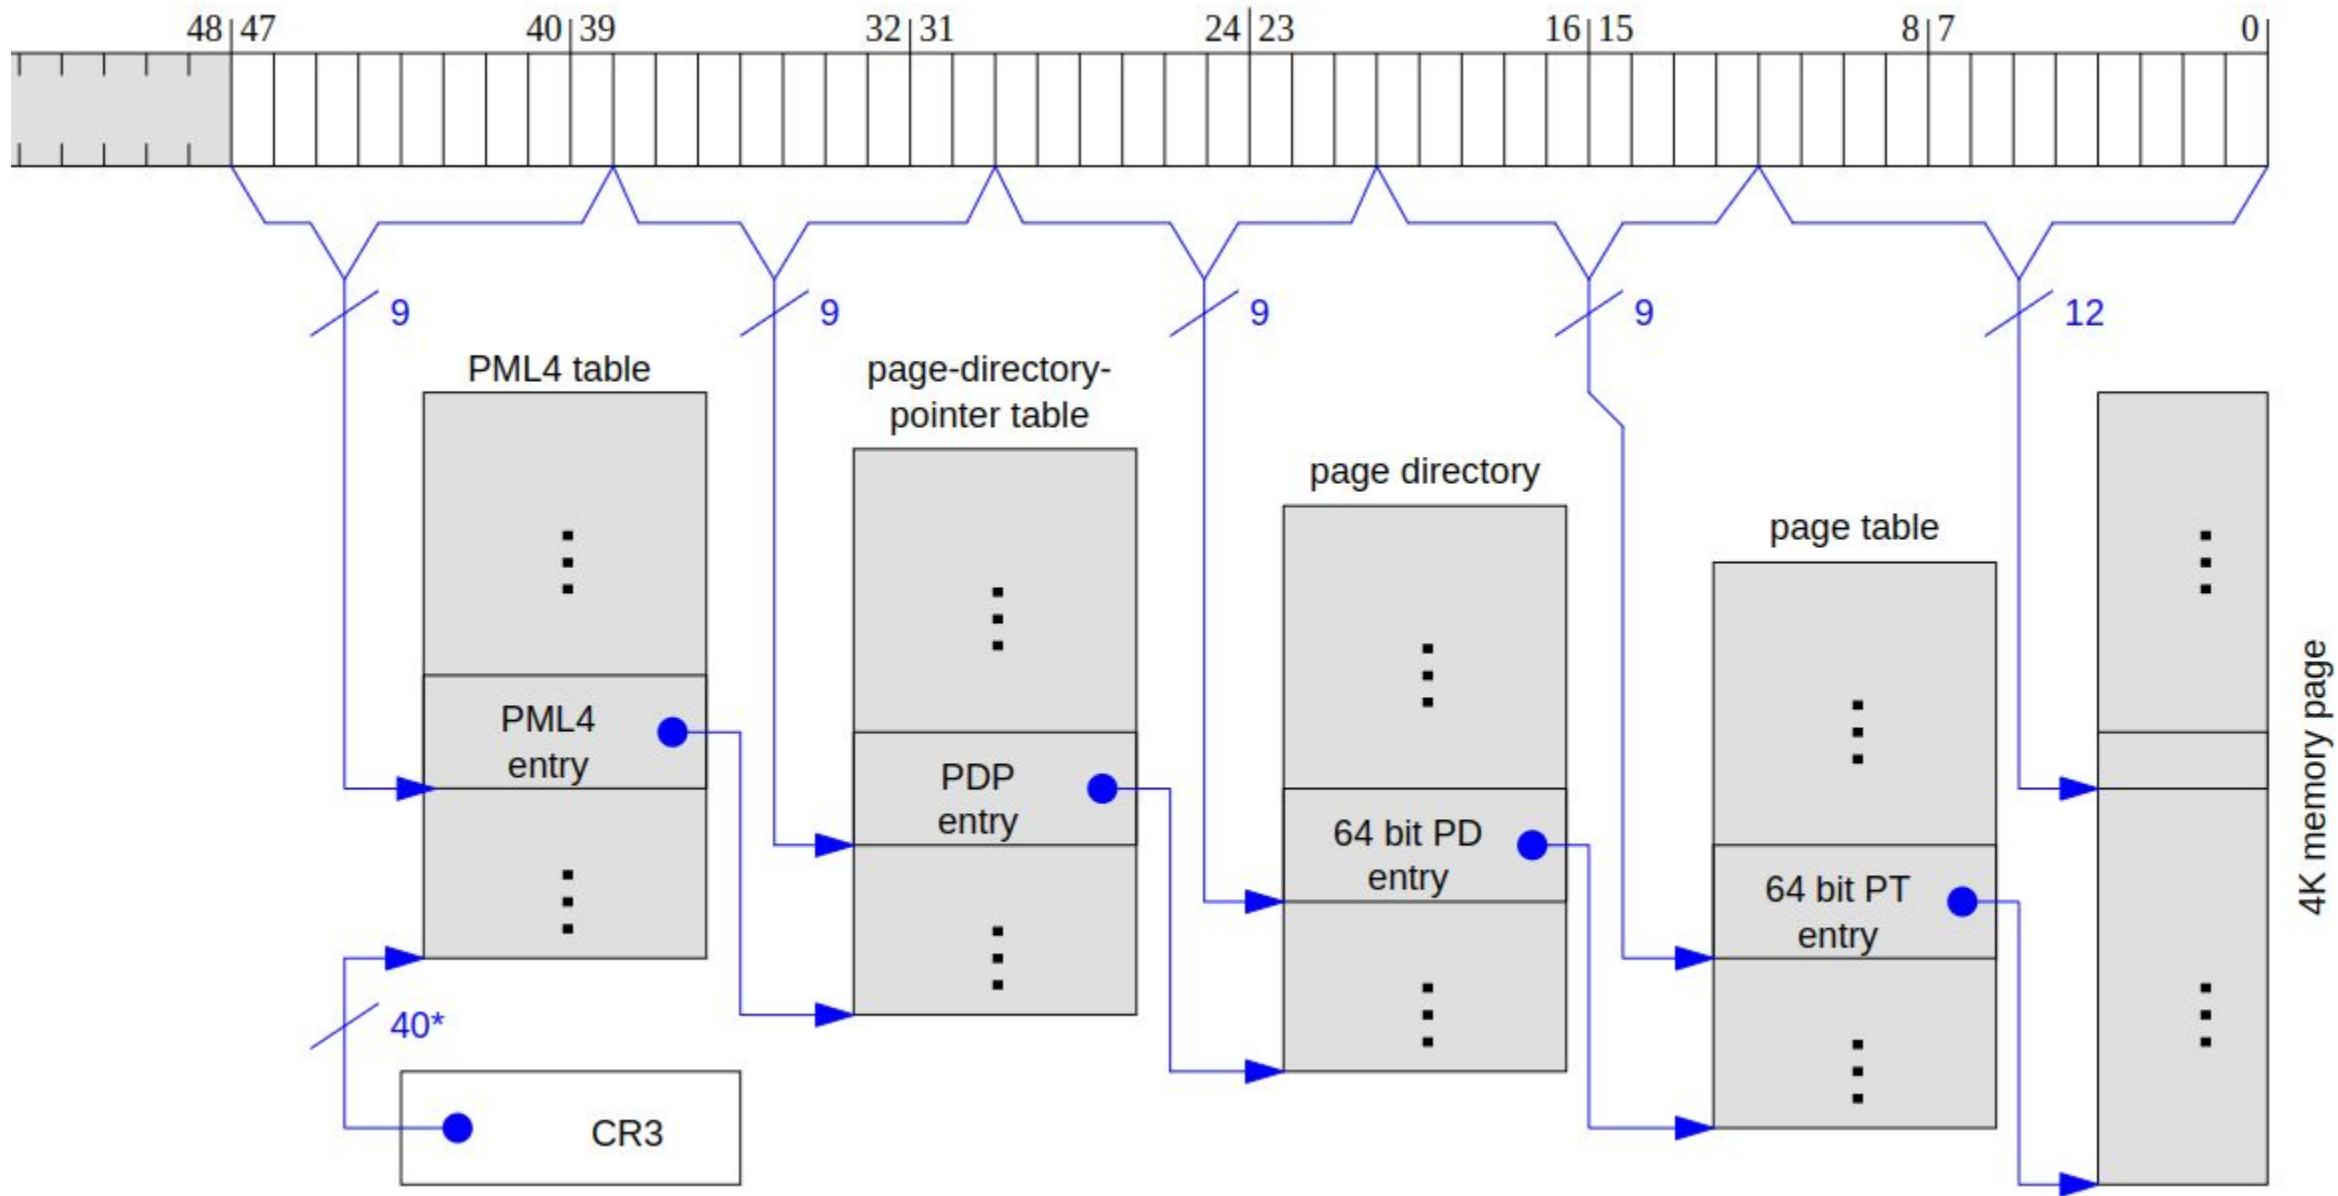 48 47 40 39 32 31 24 23 16 15 8 7 0
9 9 9 9 12
PML4 table
page-directory-
pointer table
page directory
page table
PML4
entry
PDP
entry
64 bit PD
entry
64 bit PT
entry
4K memory page
40*
CR3